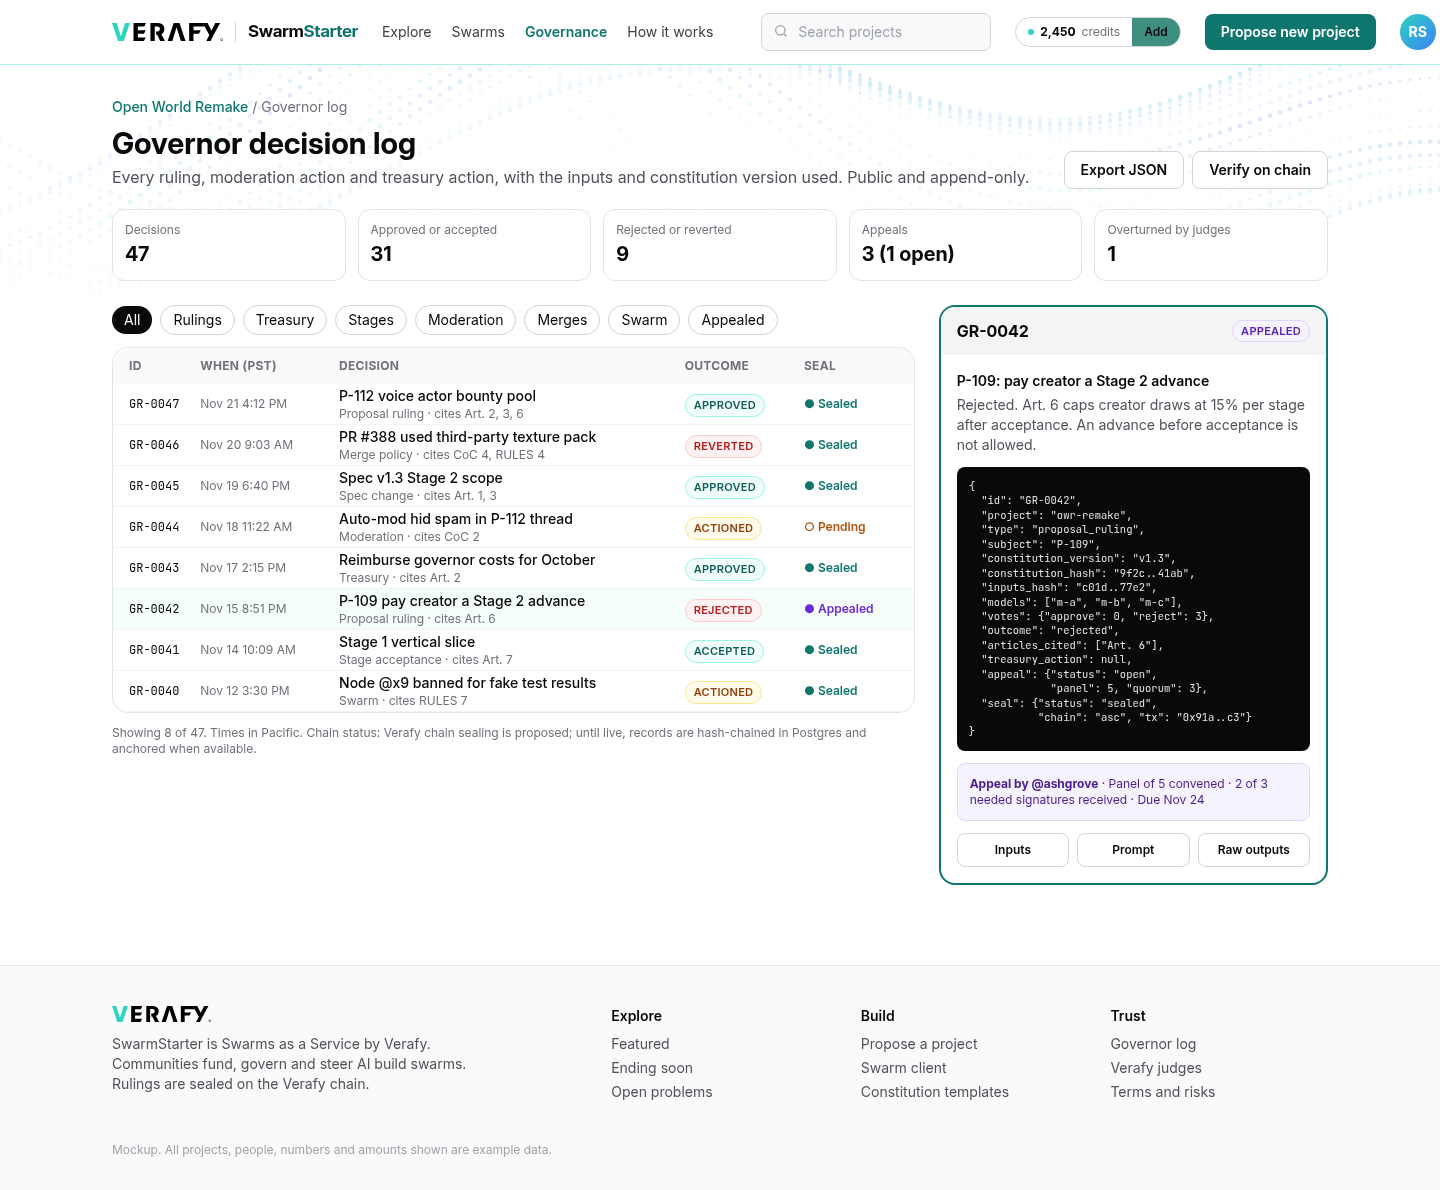 VERAFY.
SwarmStarter
Explore
Swarms
Governance
How it works
Search projects
2,450 credits
Add
Propose new project
RS
Open World Remake / Governor log
Governor decision log
Every ruling, moderation action and treasury action, with the inputs and constitution version used. Public and append-only.
Export JSON
Verify on chain
Decisions
47
Approved or accepted
31
Rejected or reverted
9
Appeals
3 (1 open)
Overturned by judges
1
All
Rulings
Treasury
Stages
Moderation
Merges
Swarm
Appealed
ID WHEN (PST) DECISION OUTCOME SEAL
GR-0047 Nov 21 4:12 PM P-112 voice actor bounty pool APPROVED Sealed
Proposal ruling · cites Art. 2, 3, 6
GR-0046 Nov 20 9:03 AM PR #388 used third-party texture pack REVERTED Sealed
Merge policy · cites CoC 4, RULES 4
GR-0045 Nov 19 6:40 PM Spec v1.3 Stage 2 scope APPROVED Sealed
Spec change · cites Art. 1, 3
GR-0044 Nov 18 11:22 AM Auto-mod hid spam in P-112 thread ACTIONED Pending
Moderation · cites CoC 2
GR-0043 Nov 17 2:15 PM Reimburse governor costs for October APPROVED Sealed
Treasury · cites Art. 2
GR-0042 Nov 15 8:51 PM P-109 pay creator a Stage 2 advance REJECTED Appealed
Proposal ruling · cites Art. 6
GR-0041 Nov 14 10:09 AM Stage 1 vertical slice ACCEPTED Sealed
Stage acceptance · cites Art. 7
GR-0040 Nov 12 3:30 PM Node @x9 banned for fake test results ACTIONED Sealed
Swarm · cites RULES 7
Showing 8 of 47. Times in Pacific. Chain status: Verafy chain sealing is proposed; until live, records are hash-chained in Postgres and
anchored when available.
GR-0042
APPEALED
P-109: pay creator a Stage 2 advance
Rejected. Art. 6 caps creator draws at 15% per stage
after acceptance. An advance before acceptance is
not allowed.
{
"id": "GR-0042",
"project": "owr-remake",
"type": "proposal_ruling",
"subject": "P-109",
"constitution_version": "v1.3",
"constitution_hash": "9f2c..41ab",
"inputs_hash": "c01d..77e2",
"models": ["m-a", "m-b", "m-c"],
"votes": {"approve": 0, "reject": 3},
"outcome": "rejected",
"articles_cited": ["Art. 6"],
"treasury_action": null,
"appeal": {"status": "open",
"panel": 5, "quorum": 3},
"seal": {"status": "sealed",
"chain": "asc", "tx": "0x91a..c3"}
}
Appeal by @ashgrove · Panel of 5 convened · 2 of 3
needed signatures received · Due Nov 24
Inputs
Prompt
Raw outputs
VERAFY.
SwarmStarter is Swarms as a Service by Verafy.
Communities fund, govern and steer AI build swarms.
Rulings are sealed on the Verafy chain.
Explore
Featured
Ending soon
Open problems
Build
Propose a project
Swarm client
Constitution templates
Trust
Governor log
Verafy judges
Terms and risks
Mockup. All projects, people, numbers and amounts shown are example data.